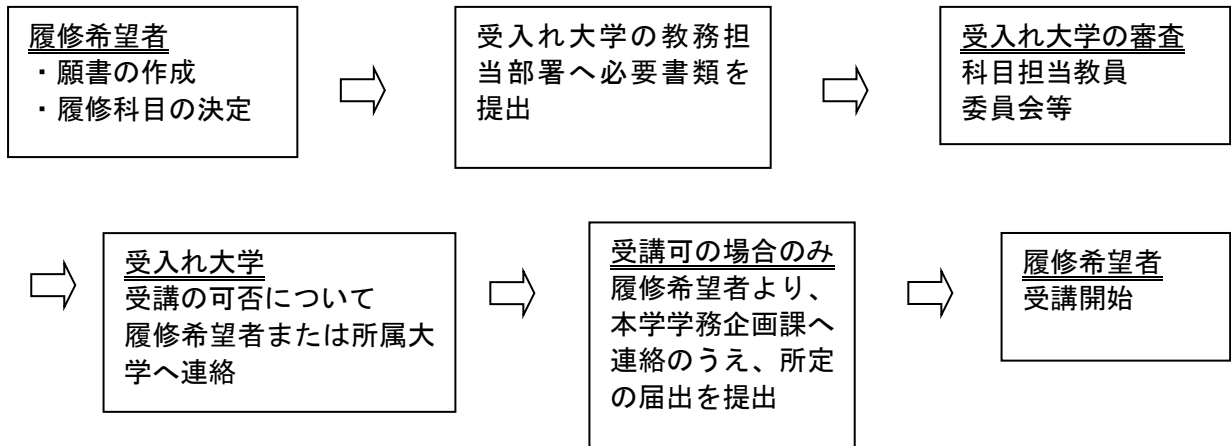 履修希望者
・願書の作成
・履修科目の決定
受入れ大学の教務担
当部署へ必要書類を
提出
受入れ大学の審査
科目担当教員
委員会等
受入れ大学
受講の可否について
履修希望者または所属大
学へ連絡
受講可の場合のみ
履修希望者より、
本学学務企画課へ
連絡のうえ、所定
の届出を提出
履修希望者
受講開始